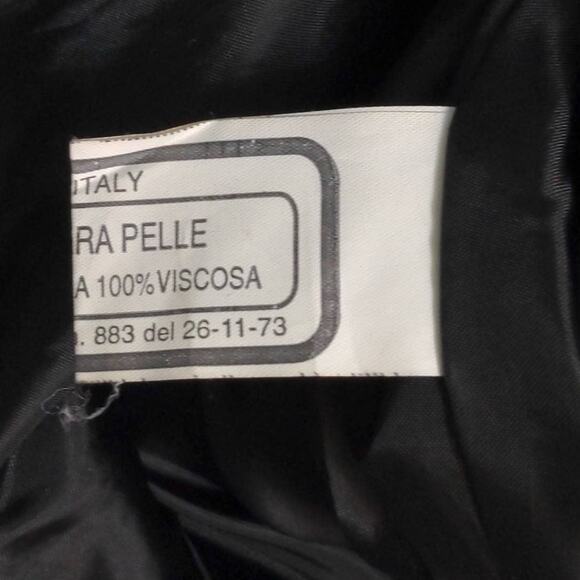 ITALY
RA PELLE
A 100% VISCOSA
. 883 del 26-11-73